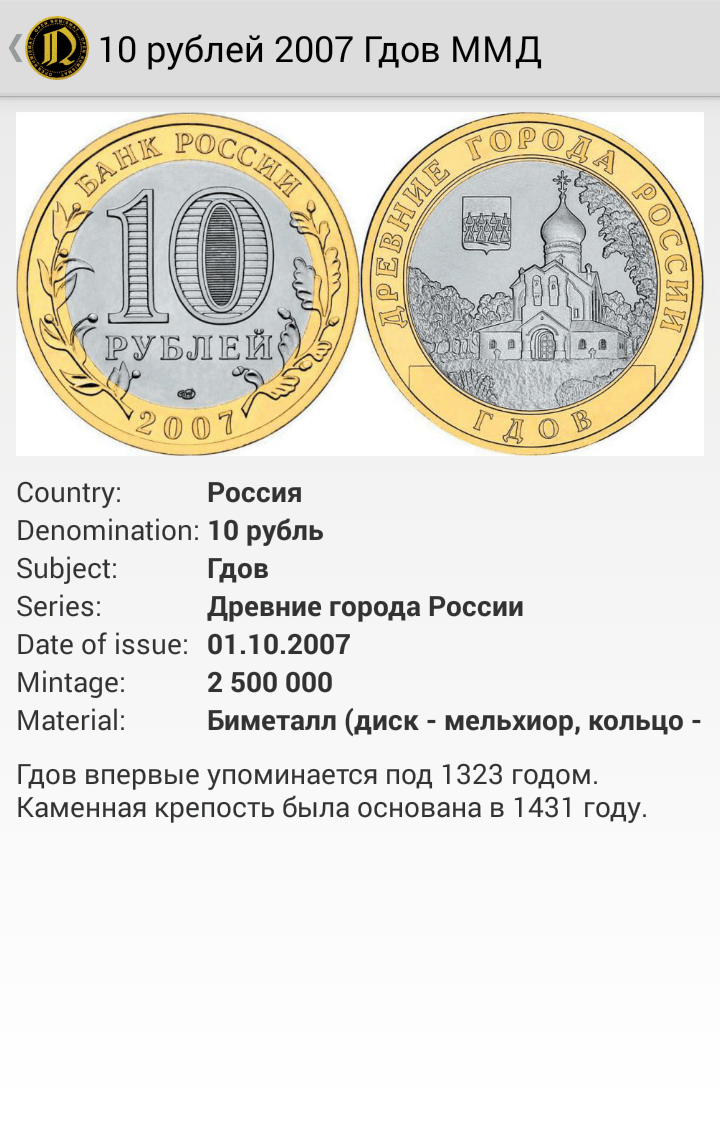 10 рублей 2007 Гдов ММД
БАНК РОССИИ
10
РУБЛЕЙ
2007
ДРЕВНИЕ ГОРОДА РОССИИ
ГДОВ
Country: Россия
Denomination: 10 рубль
Subject: Гдов
Series: Древние города России
Date of issue: 01.10.2007
Mintage: 2 500 000
Material: Биметалл (диск - мельхиор, кольцо -
Гдов впервые упоминается под 1323 годом.
Каменная крепость была основана в 1431 году.